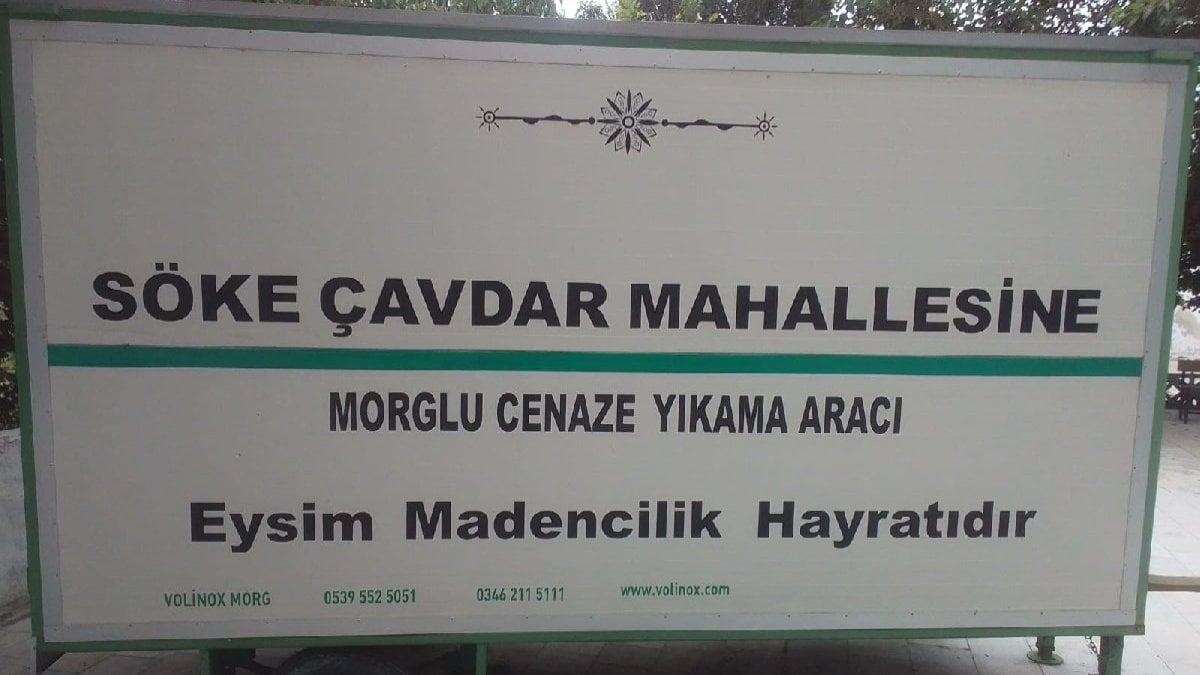 SÖKE ÇAVDAR MAHALLESİNE
MORGLU CENAZE YIKAMA ARACI
Eysim Madencilik Hayratıdır
VOLİNOX MORG 0539 552 5051 0346 211 5111 www.volinox.com